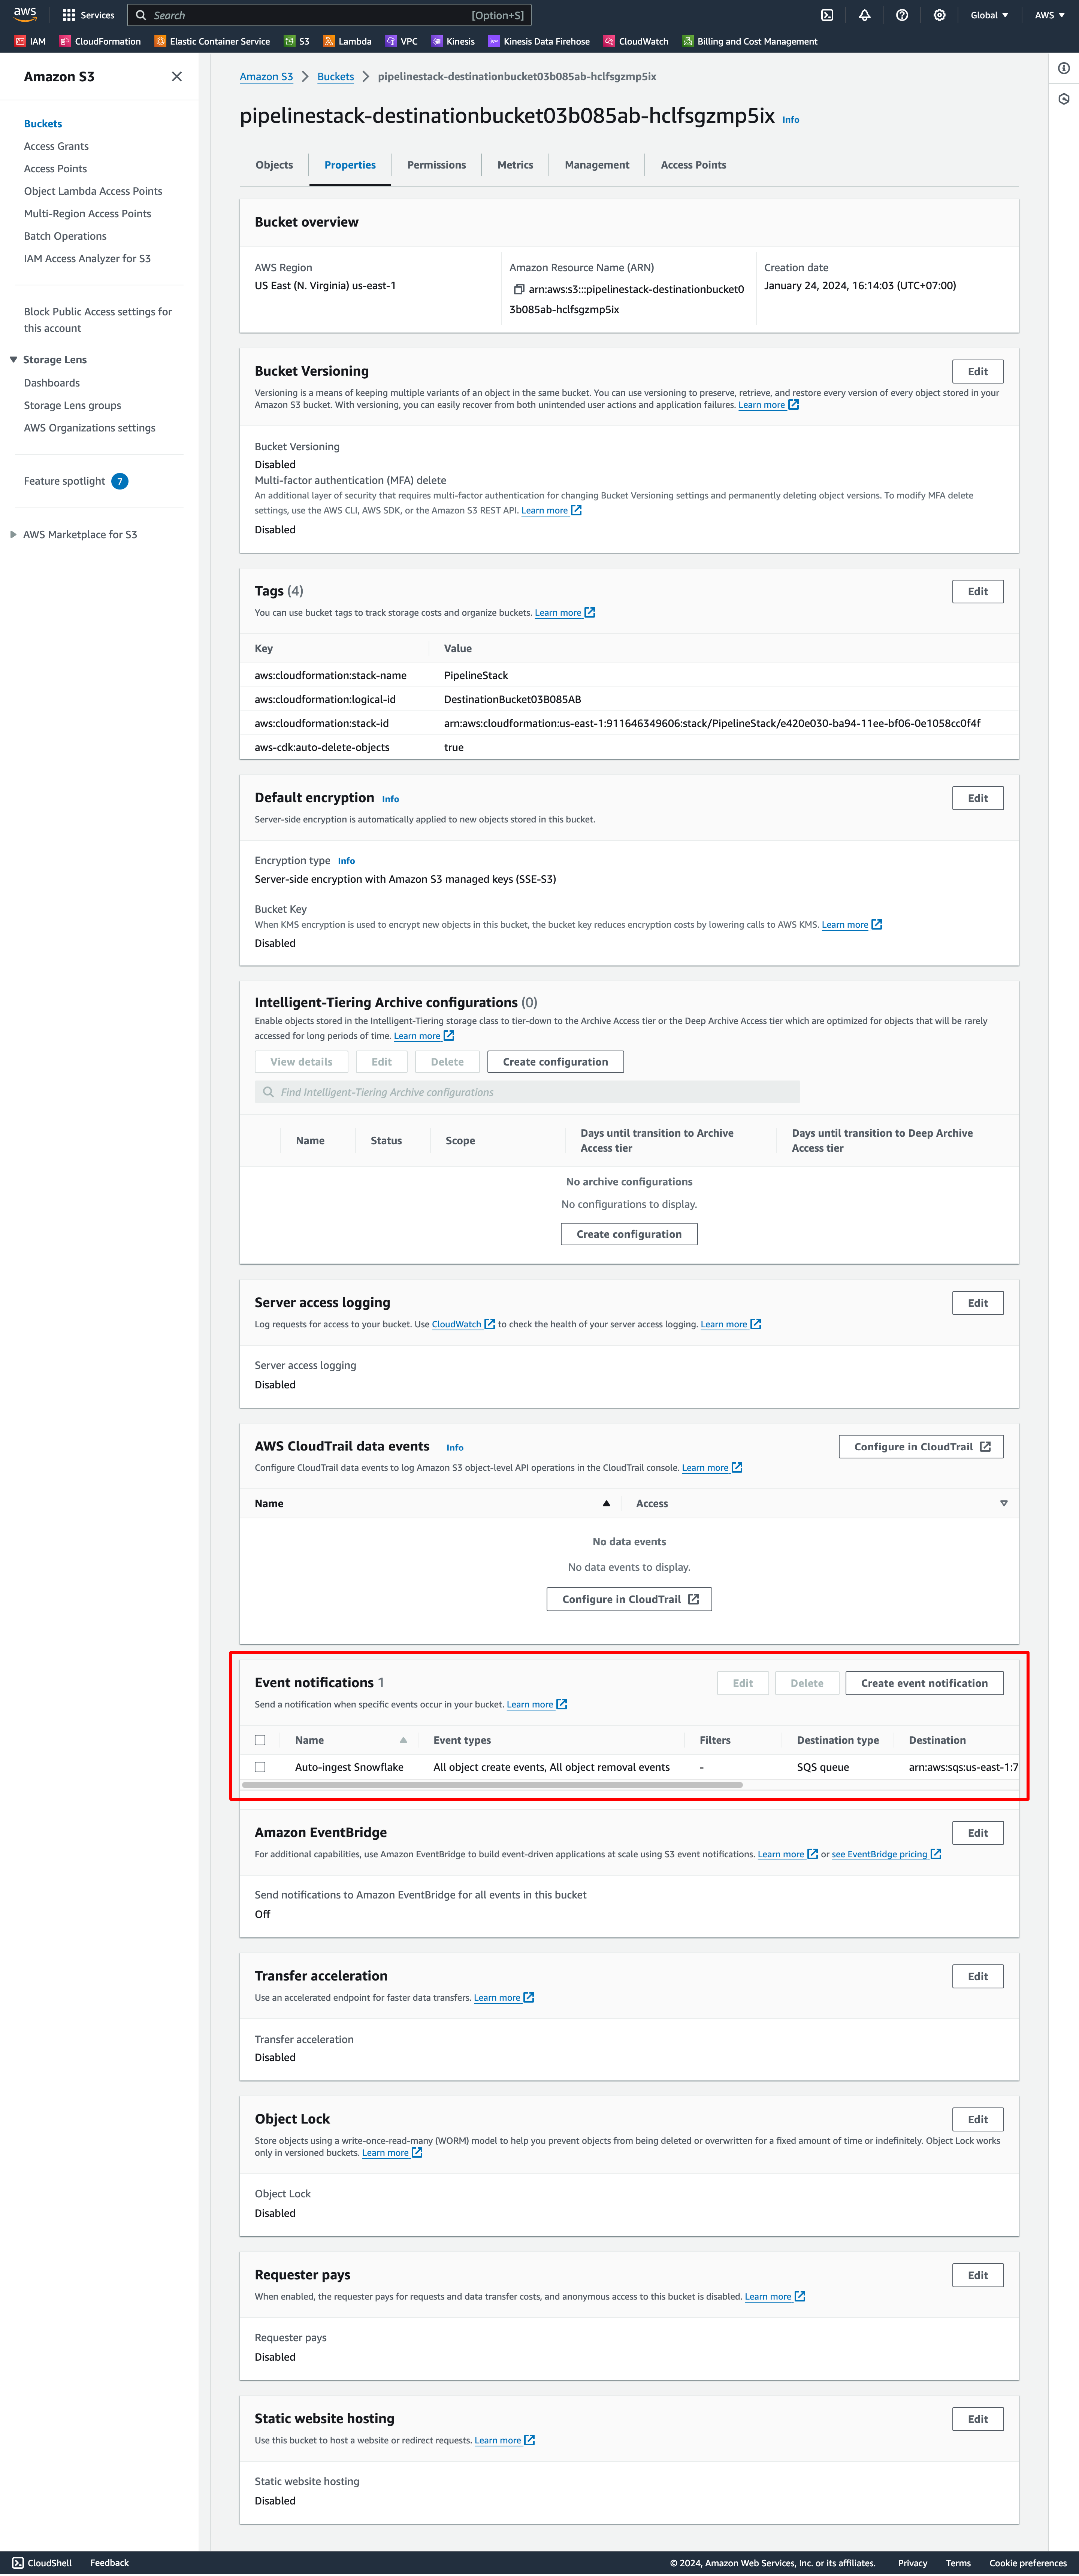 aws Services Search [Option+S] Global AWS
IAM CloudFormation Elastic Container Service S3 Lambda VPC Kinesis Kinesis Data Firehose CloudWatch Billing and Cost Management
Amazon S3
Buckets
Access Grants
Access Points
Object Lambda Access Points
Multi-Region Access Points
Batch Operations
IAM Access Analyzer for S3
Block Public Access settings for
this account
Storage Lens
Dashboards
Storage Lens groups
AWS Organizations settings
Feature spotlight 7
AWS Marketplace for S3
Amazon S3 Buckets pipelinestack-destinationbucket03b085ab-hclfsgzmp5ix
pipelinestack-destinationbucket03b085ab-hclfsgzmp5ix Info
Objects Properties Permissions Metrics Management Access Points
Bucket overview
AWS Region
US East (N. Virginia) us-east-1
Amazon Resource Name (ARN)
arn:aws:s3:::pipelinestack-destinationbucket0
3b085ab-hclfsgzmp5ix
Creation date
January 24, 2024, 16:14:03 (UTC+07:00)
Bucket Versioning Edit
Versioning is a means of keeping multiple variants of an object in the same bucket. You can use versioning to preserve, retrieve, and restore every version of every object stored in your
Amazon S3 bucket. With versioning, you can easily recover from both unintended user actions and application failures. Learn more
Bucket Versioning
Disabled
Multi-factor authentication (MFA) delete
An additional layer of security that requires multi-factor authentication for changing Bucket Versioning settings and permanently deleting object versions. To modify MFA delete
settings, use the AWS CLI, AWS SDK, or the Amazon S3 REST API. Learn more
Disabled
Tags (4) Edit
You can use bucket tags to track storage costs and organize buckets. Learn more
Key Value
aws:cloudformation:stack-name PipelineStack
aws:cloudformation:logical-id DestinationBucket03B085AB
aws:cloudformation:stack-id arn:aws:cloudformation:us-east-1:911646349606:stack/PipelineStack/e420e030-ba94-11ee-bf06-0e1058cc0f4f
aws-cdk:auto-delete-objects true
Default encryption Info Edit
Server-side encryption is automatically applied to new objects stored in this bucket.
Encryption type Info
Server-side encryption with Amazon S3 managed keys (SSE-S3)
Bucket Key
When KMS encryption is used to encrypt new objects in this bucket, the bucket key reduces encryption costs by lowering calls to AWS KMS. Learn more
Disabled
Intelligent-Tiering Archive configurations (0)
Enable objects stored in the Intelligent-Tiering storage class to tier-down to the Archive Access tier or the Deep Archive Access tier which are optimized for objects that will be rarely
accessed for long periods of time. Learn more
View details Edit Delete Create configuration
Find Intelligent-Tiering Archive configurations
Name Status Scope Days until transition to Archive Access tier Days until transition to Deep Archive Access tier
No archive configurations
No configurations to display.
Create configuration
Server access logging Edit
Log requests for access to your bucket. Use CloudWatch to check the health of your server access logging. Learn more
Server access logging
Disabled
AWS CloudTrail data events Info Configure in CloudTrail
Configure CloudTrail data events to log Amazon S3 object-level API operations in the CloudTrail console. Learn more
Name Access
No data events
No data events to display.
Configure in CloudTrail
Event notifications 1 Edit Delete Create event notification
Send a notification when specific events occur in your bucket. Learn more
Name Event types Filters Destination type Destination
Auto-ingest Snowflake All object create events, All object removal events - SQS queue arn:aws:sqs:us-east-1:7
Amazon EventBridge Edit
For additional capabilities, use Amazon EventBridge to build event-driven applications at scale using S3 event notifications. Learn more or see EventBridge pricing
Send notifications to Amazon EventBridge for all events in this bucket
Off
Transfer acceleration Edit
Use an accelerated endpoint for faster data transfers. Learn more
Transfer acceleration
Disabled
Object Lock Edit
Store objects using a write-once-read-many (WORM) model to help you prevent objects from being deleted or overwritten for a fixed amount of time or indefinitely. Object Lock works
only in versioned buckets. Learn more
Object Lock
Disabled
Requester pays Edit
When enabled, the requester pays for requests and data transfer costs, and anonymous access to this bucket is disabled. Learn more
Requester pays
Disabled
Static website hosting Edit
Use this bucket to host a website or redirect requests. Learn more
Static website hosting
Disabled
CloudShell Feedback © 2024, Amazon Web Services, Inc. or its affiliates. Privacy Terms Cookie preferences